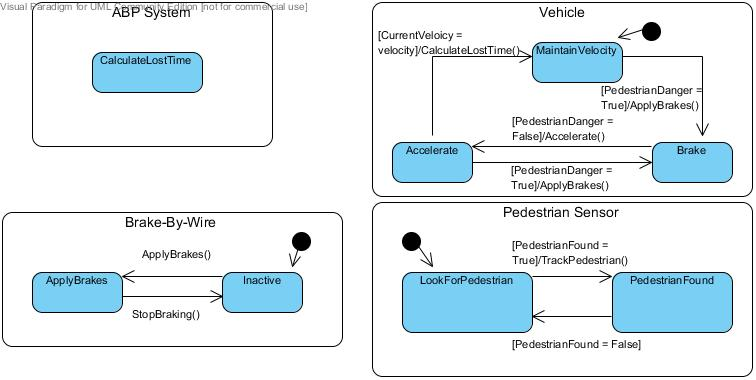 Visual Paradigm for UML Community Edition [not for commercial use]
ABP System
CalculateLostTime
Vehicle
[CurrentVeloicy =
velocity]/CalculateLostTime()
MaintainVelocity
[PedestrianDanger =
True]/ApplyBrakes()
[PedestrianDanger =
False]/Accelerate()
Accelerate
Brake
[PedestrianDanger =
True]/ApplyBrakes()
Brake-By-Wire
ApplyBrakes()
ApplyBrakes
Inactive
StopBraking()
Pedestrian Sensor
[PedestrianFound =
True]/TrackPedestrian()
LookForPedestrian
PedestrianFound
[PedestrianFound = False]